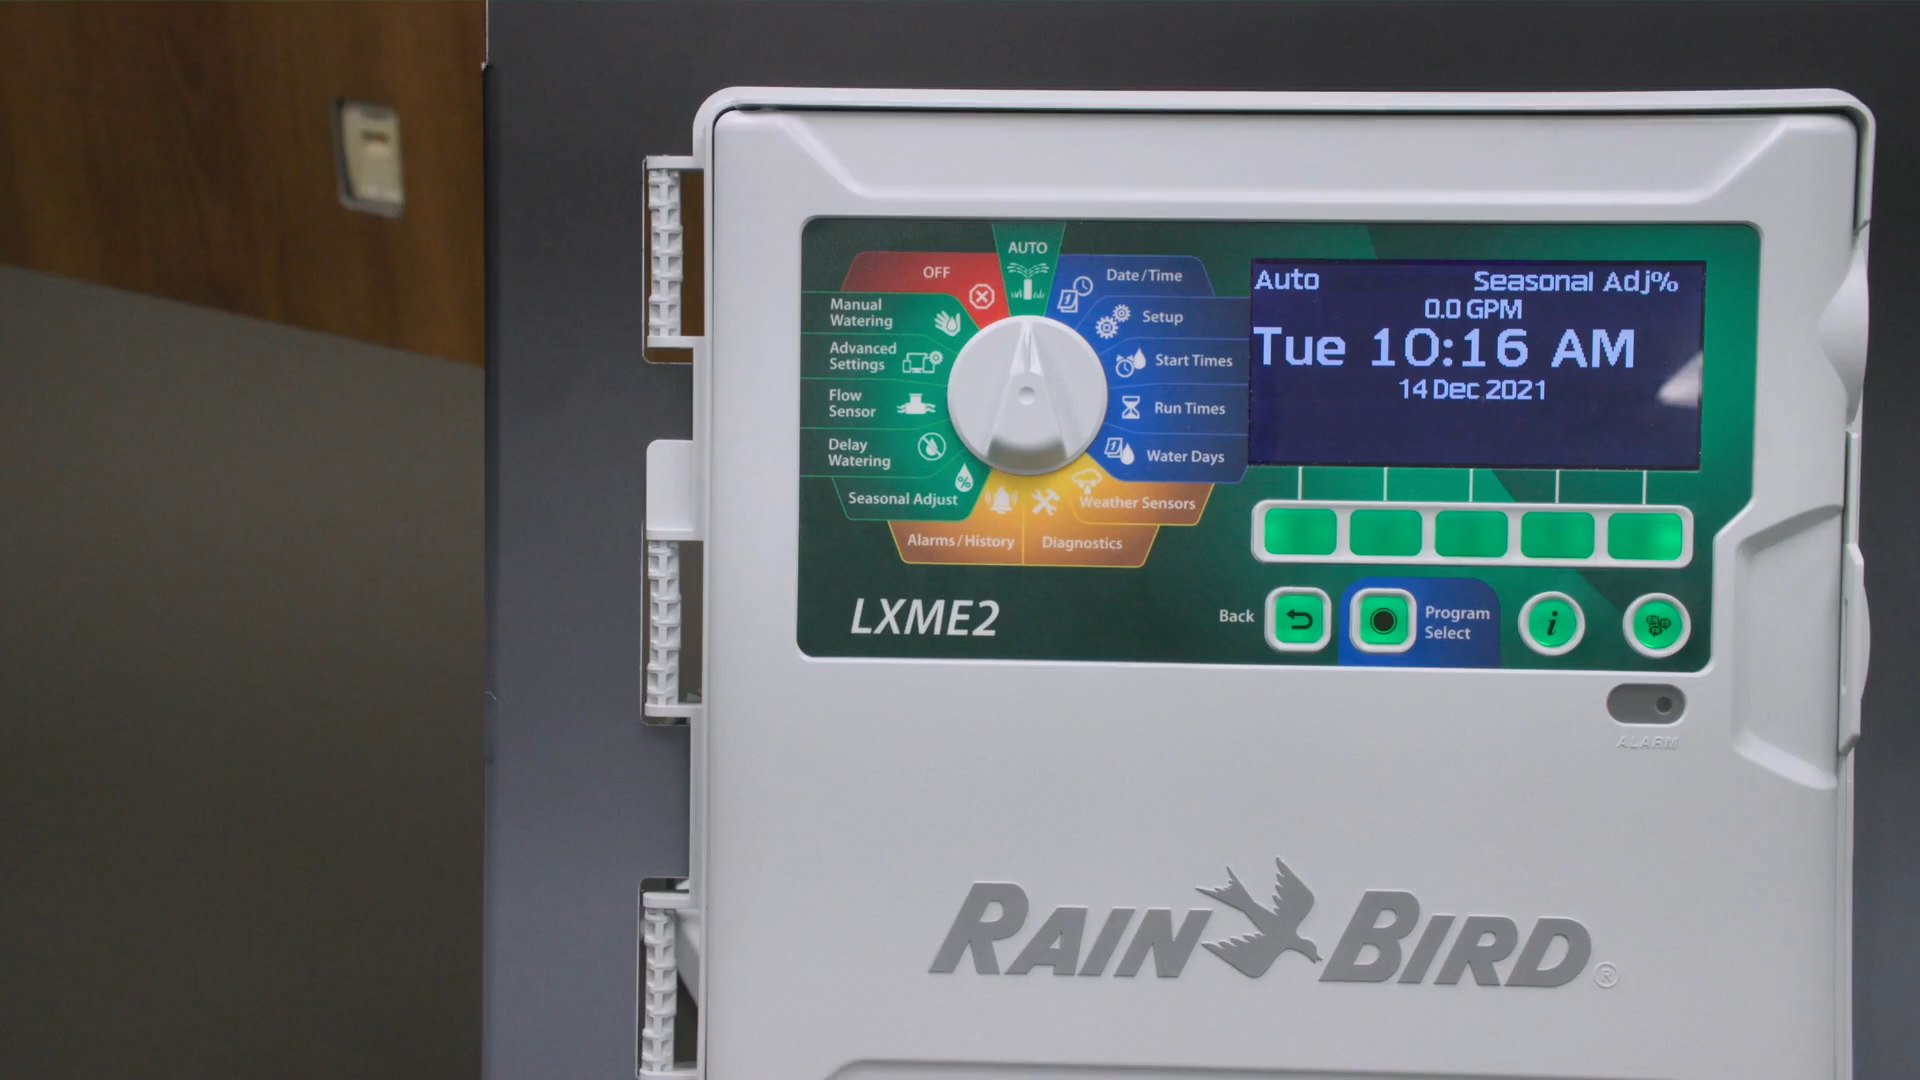 AUTO
OFF
Date/Time
Manual
Watering
Setup
Advanced
Settings
Start Times
Flow
Sensor
Run Times
Delay
Watering
Water Days
%
Seasonal Adjust
Weather Sensors
Alarms/History
Diagnostics
LXME2
Auto Seasonal Adj%
0.0 GPM
Tue 10:16 AM
14 Dec 2021
Back
Program
Select
i
ALARM
RAIN BIRD®